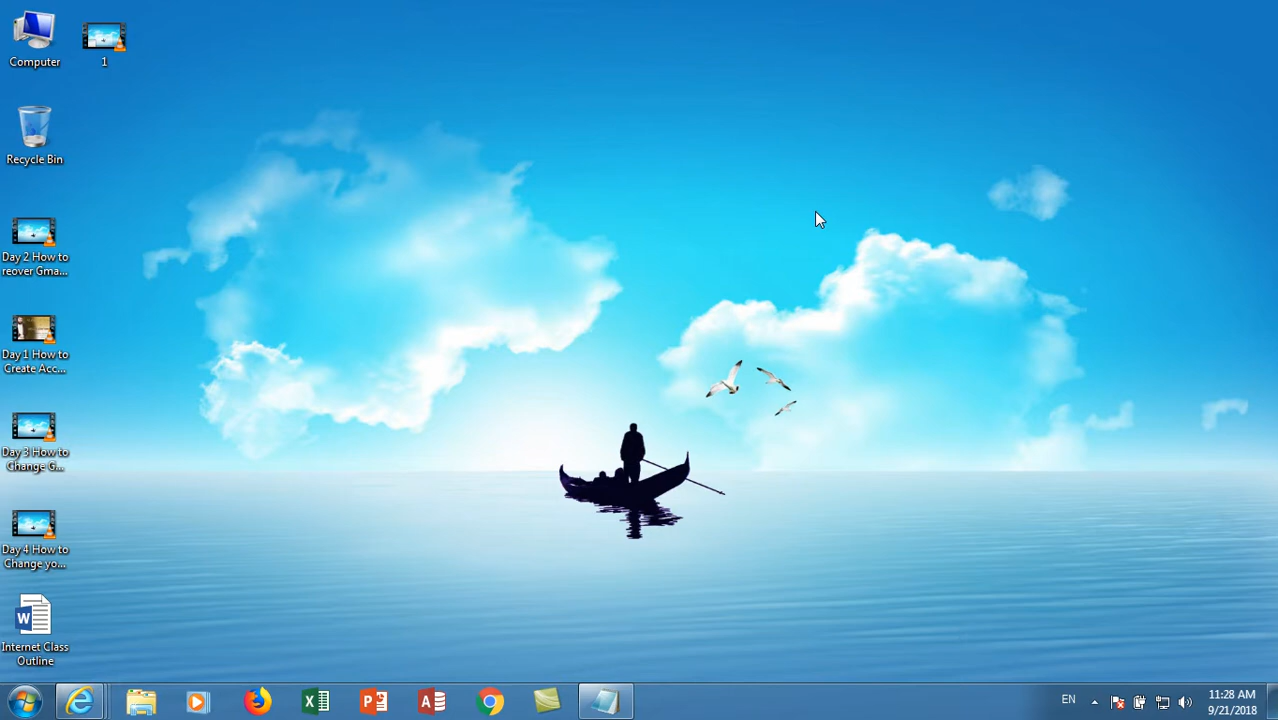 Computer
1
Recycle Bin
Day 2 How to
reover Gma...
Day 1 How to
Create Acc...
Day 3 How to
Change G...
Day 4 How to
Change yo...
Internet Class
Outline
EN
11:28 AM
9/21/2018